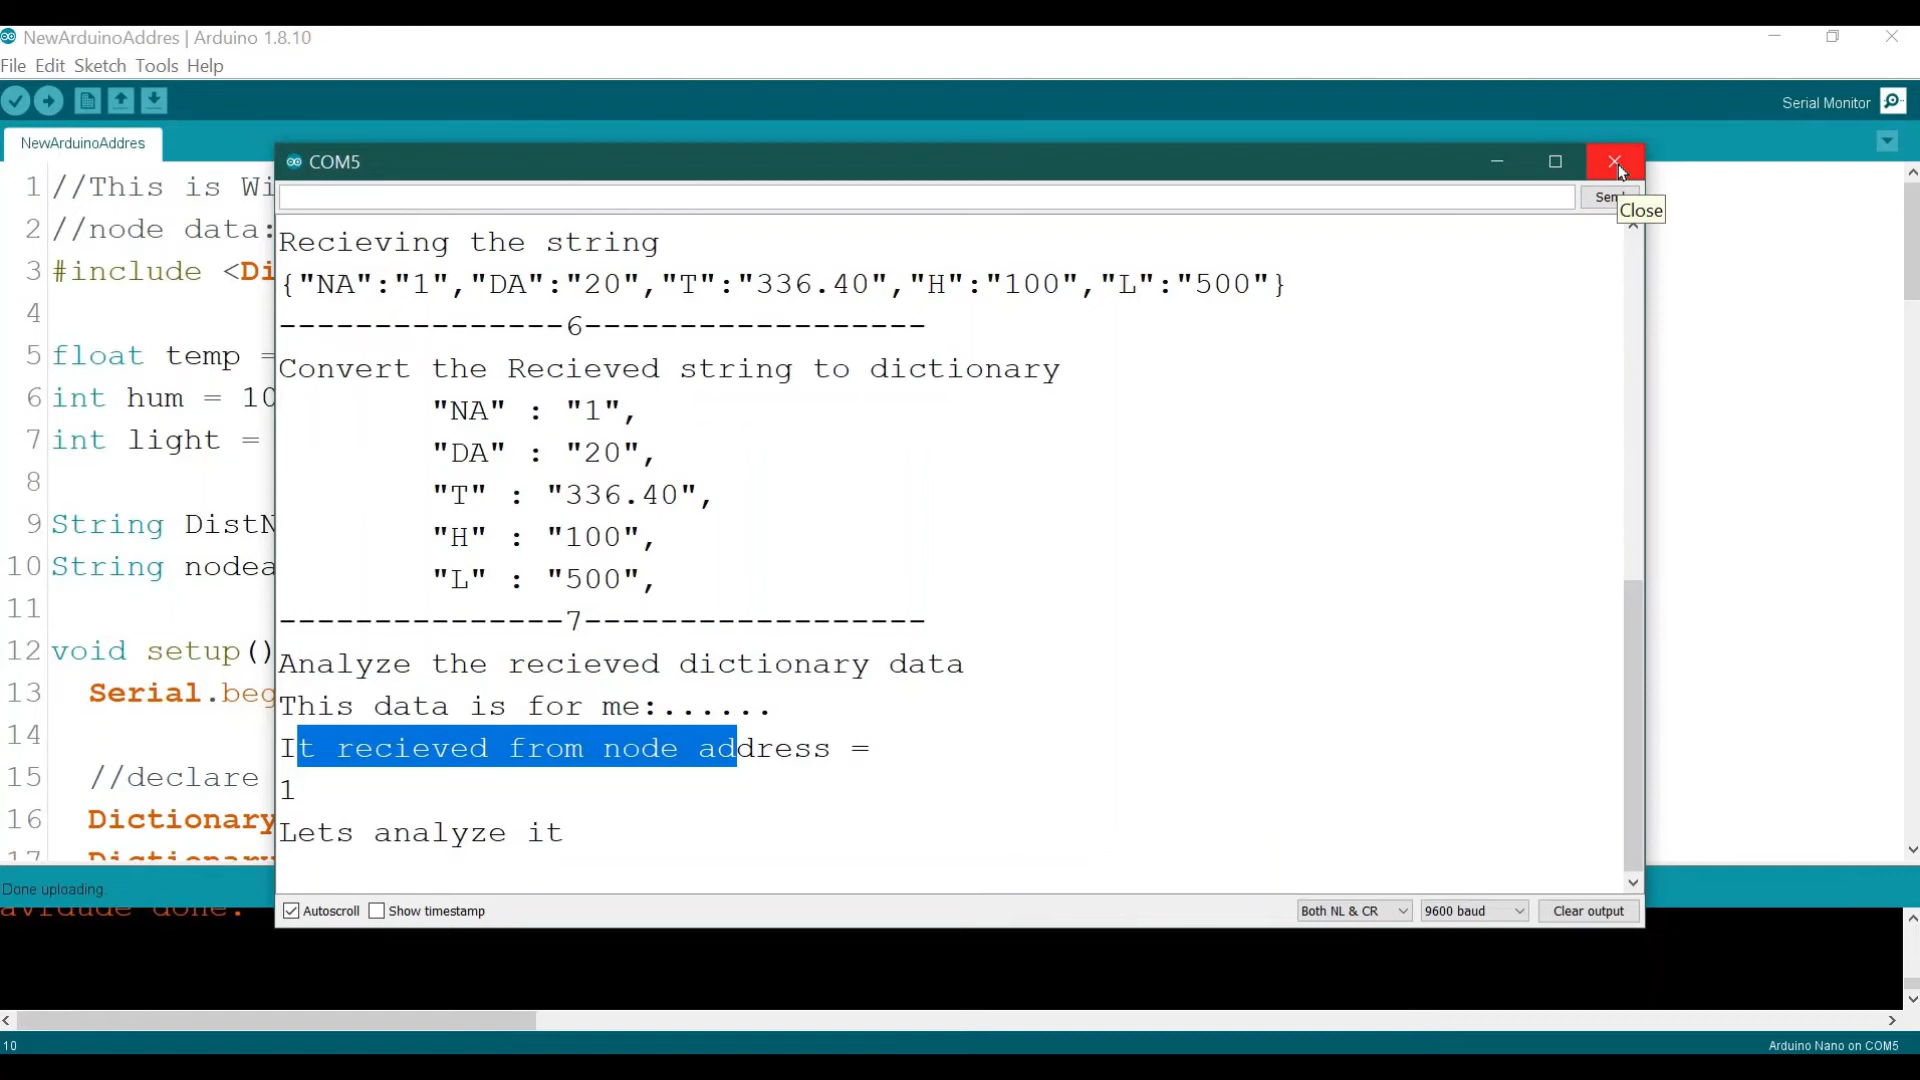 NewArduinoAddres | Arduino 1.8.10
File Edit Sketch Tools Help
Serial Monitor
NewArduinoAddres
COM5
Send
Close
1 //This is Wi
2 //node data:
3 #include <Di
4
5 float temp =
6 int hum = 10
7 int light =
8
9 String DistN
10 String nodea
11
12 void setup()
13 Serial.beg
14
15 //declare
16 Dictionary
17 Dictionary
Recieving the string
{"NA":"1","DA":"20","T":"336.40","H":"100","L":"500"}
---------------6------------------
Convert the Recieved string to dictionary
"NA" : "1",
"DA" : "20",
"T" : "336.40",
"H" : "100",
"L" : "500",
---------------7------------------
Analyze the recieved dictionary data
This data is for me:......
It recieved from node address =
1
Lets analyze it
Autoscroll Show timestamp Both NL & CR 9600 baud Clear output
Done uploading.
avrdude done.
10 Arduino Nano on COM5